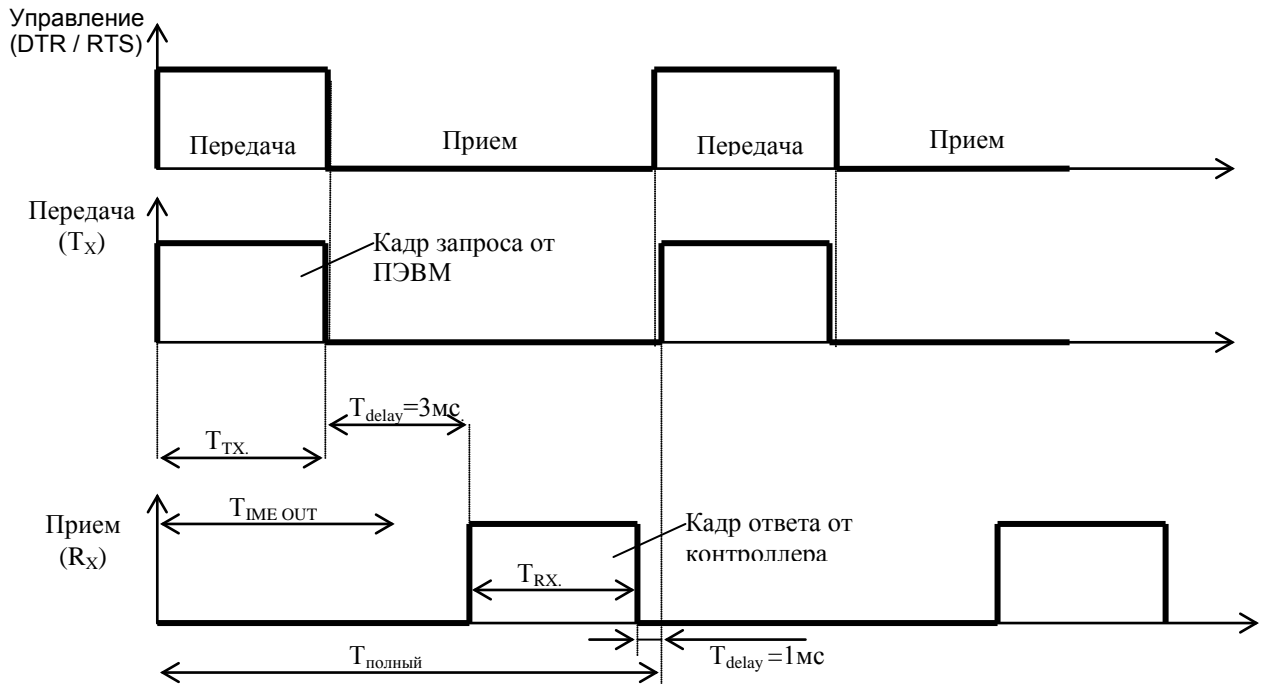 Управление
(DTR / RTS)
Передача
Прием
Передача
Прием
Передача
(TX)
Кадр запроса от
ПЭВМ
Tdelay=3мс.
TTX.
Прием
(RX)
TIME OUT
Кадр ответа от
контроллера
TRX.
Tполный
Tdelay =1мс